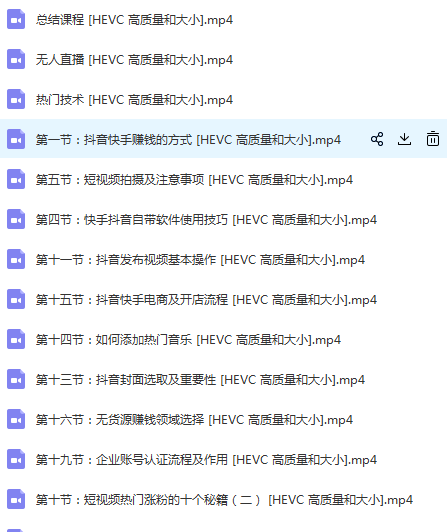 总结课程 [HEVC 高质量和大小].mp4
无人直播 [HEVC 高质量和大小].mp4
热门技术 [HEVC 高质量和大小].mp4
第一节：抖音快手赚钱的方式 [HEVC 高质量和大小].mp4
第五节：短视频拍摄及注意事项 [HEVC 高质量和大小].mp4
第四节：快手抖音自带软件使用技巧 [HEVC 高质量和大小].mp4
第十一节：抖音发布视频基本操作 [HEVC 高质量和大小].mp4
第十五节：抖音快手电商及开店流程 [HEVC 高质量和大小].mp4
第十四节：如何添加热门音乐 [HEVC 高质量和大小].mp4
第十三节：抖音封面选取及重要性 [HEVC 高质量和大小].mp4
第十六节：无货源赚钱领域选择 [HEVC 高质量和大小].mp4
第十九节：企业账号认证流程及作用 [HEVC 高质量和大小].mp4
第十节：短视频热门涨粉的十个秘籍（二） [HEVC 高质量和大小].mp4